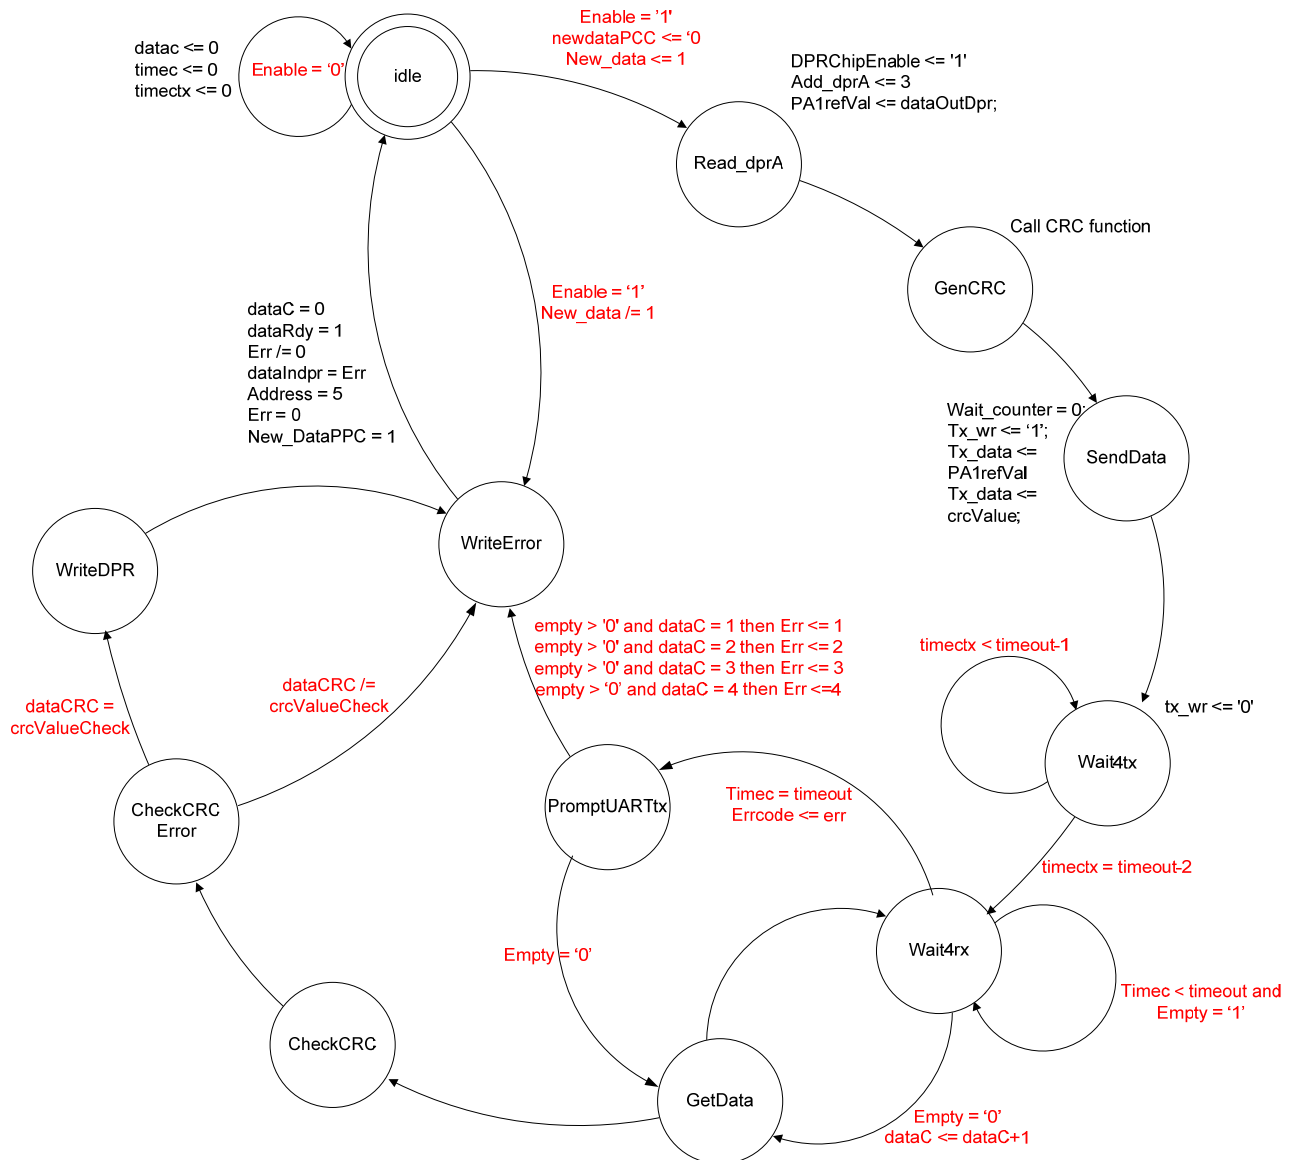 Enable = '1'
newdataPCC <= ‘0
New_data <= 1
datac <= 0
timec <= 0
timectx <= 0
Enable = ‘0’
idle
DPRChipEnable <= '1'
Add_dprA <= 3
PA1refVal <= dataOutDpr;
Read_dprA
Call CRC function
GenCRC
Enable = ‘1’
New_data /= 1
dataC = 0
dataRdy = 1
Err /= 0
dataIndpr = Err
Address = 5
Err = 0
New_DataPPC = 1
Wait_counter = 0;
Tx_wr <= ‘1’;
Tx_data <=
PA1refVal
Tx_data <=
crcValue;
SendData
WriteError
WriteDPR
empty > '0' and dataC = 1 then Err <= 1
empty > '0' and dataC = 2 then Err <= 2
empty > '0' and dataC = 3 then Err <= 3
empty > ‘0’ and dataC = 4 then Err <=4
timectx < timeout-1
dataCRC /=
crcValueCheck
dataCRC =
crcValueCheck
tx_wr <= '0'
Wait4tx
PromptUARTtx
Timec = timeout
Errcode <= err
CheckCRC
Error
timectx = timeout-2
Wait4rx
Empty = ‘0’
Timec < timeout and
Empty = ‘1’
CheckCRC
GetData
Empty = ‘0’
dataC <= dataC+1